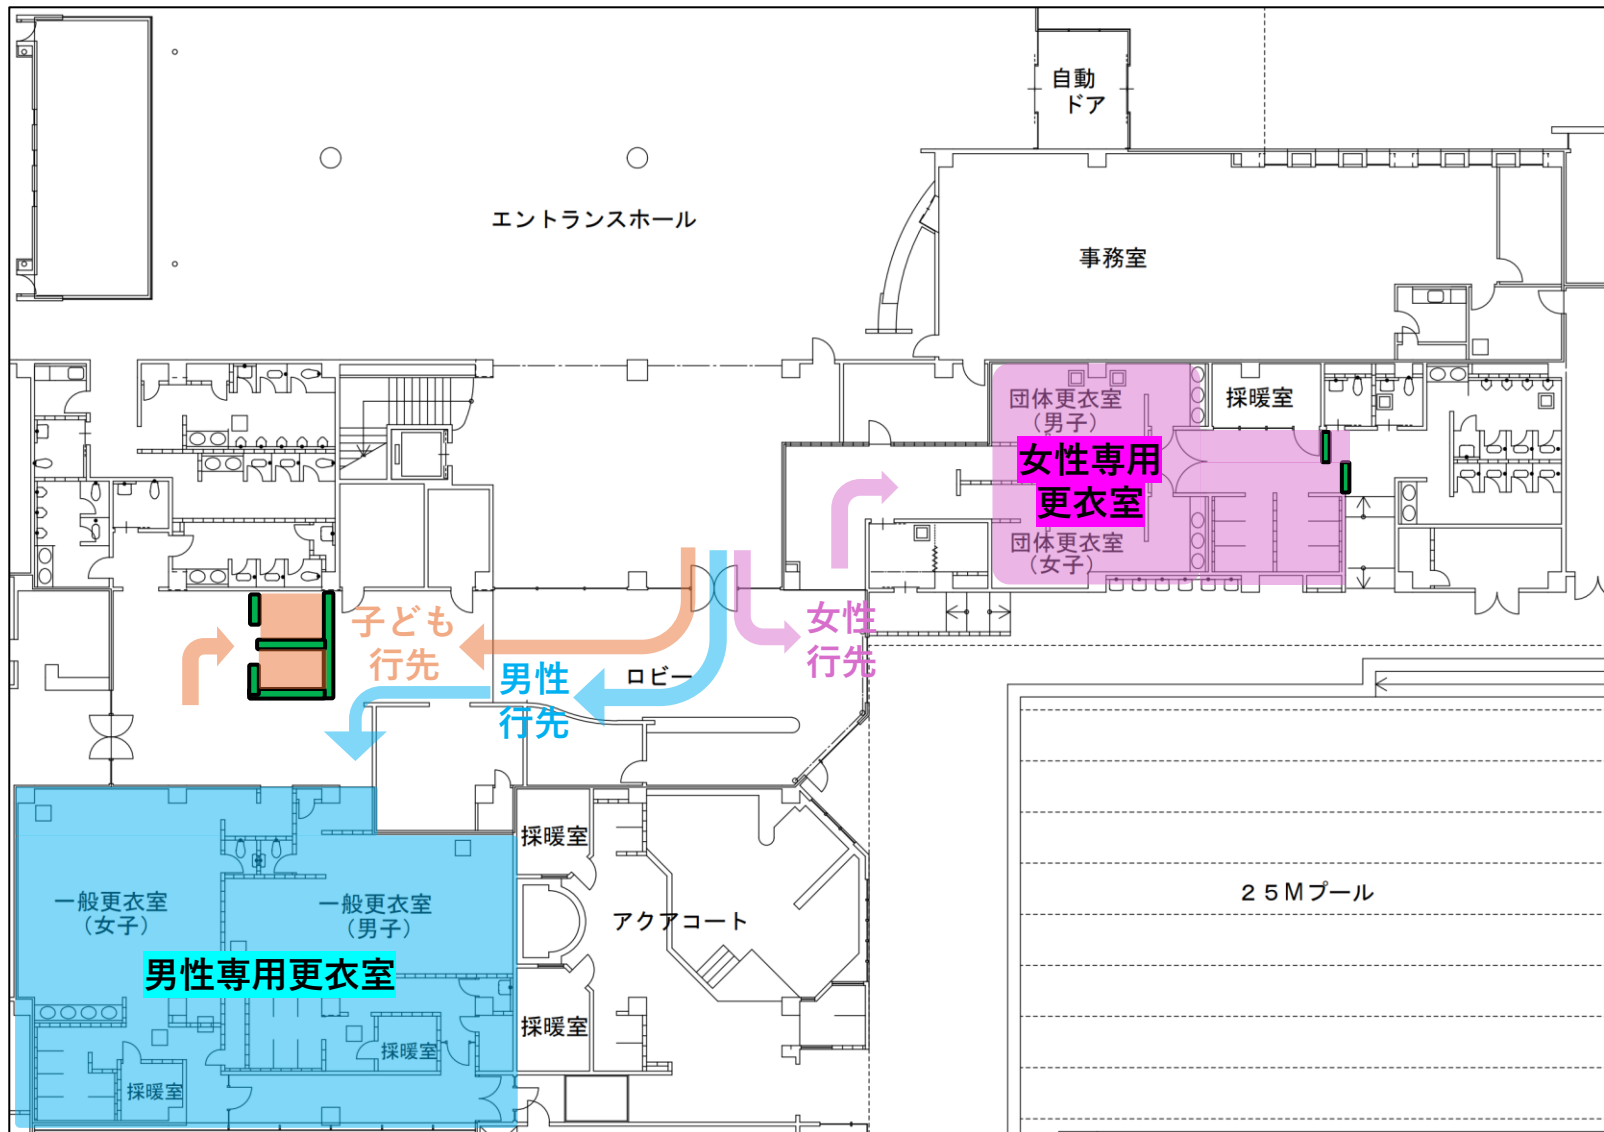 自動
ドア
エントランスホール
事務室
団体更衣室
（男子）
採暖室
女性専用
更衣室
団体更衣室
（女子）
子ども
行先
女性
行先
男性
行先
ロビー
採暖室
一般更衣室
（女子）
一般更衣室
（男子）
アクアコート
２５Mプール
男性専用更衣室
採暖室
採暖室
採暖室